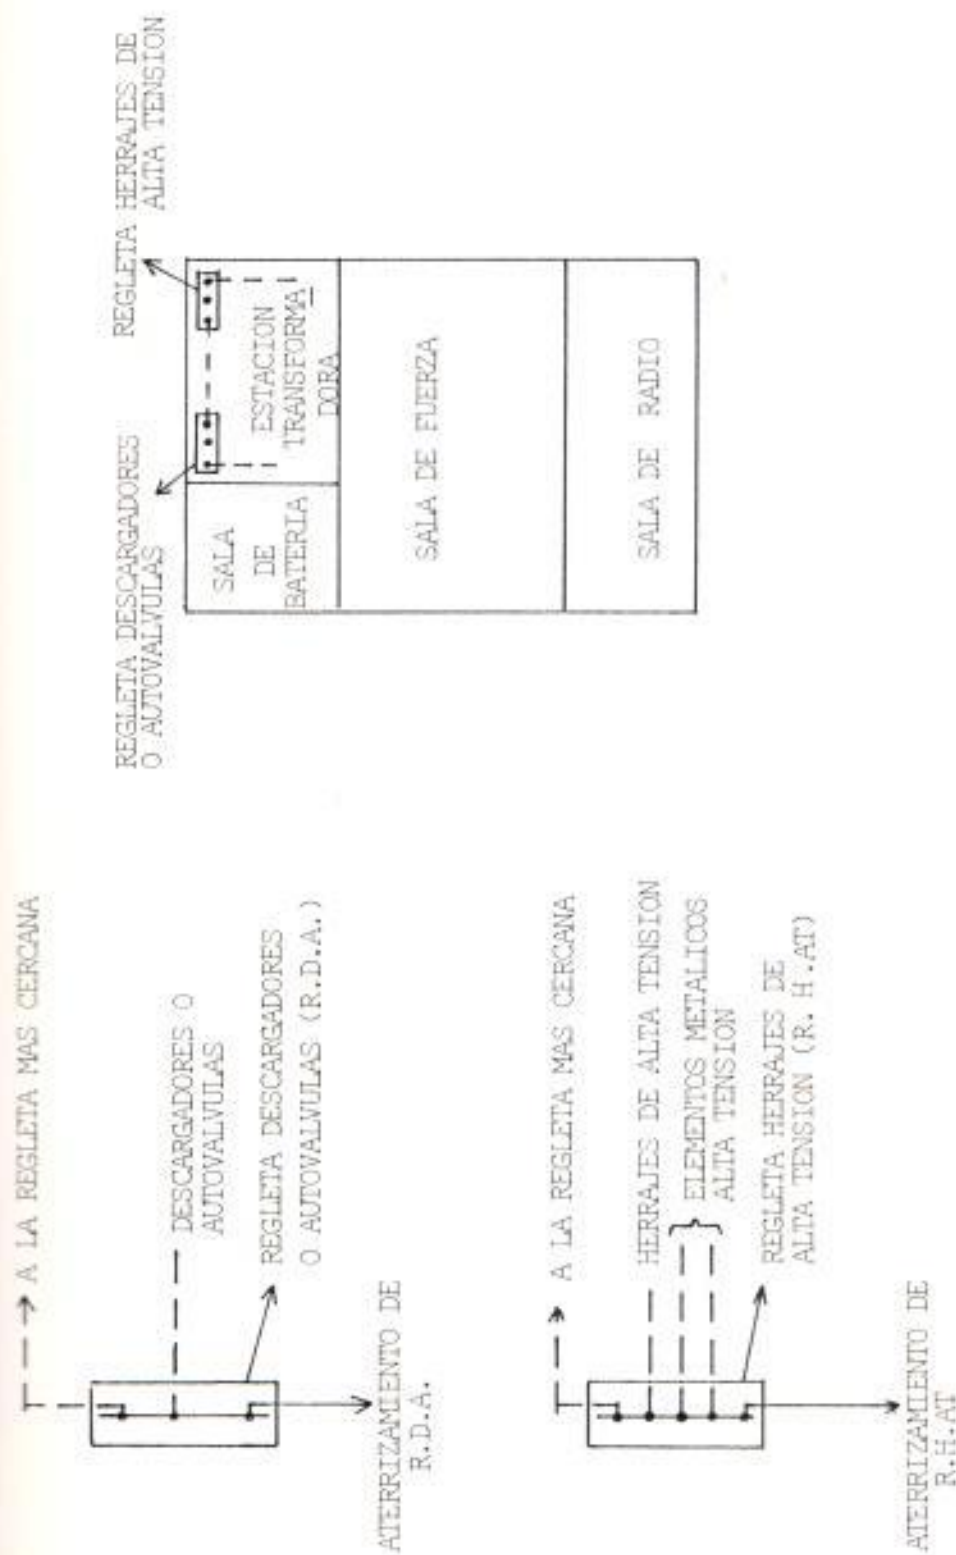 A LA REGLETA MAS CERCANA
DESCARGADORES O
AUTOVALVULAS
REGLETA DESCARGADORES
O AUTOVALVULAS (R.D.A.)
ATERRIZAMIENTO DE
R.D.A.
A LA REGLETA MAS CERCANA
HERRAJES DE ALTA TENSION
ELEMENTOS METALICOS
ALTA TENSION
REGLETA HERRAJES DE
ALTA TENSION (R. H.AT)
ATERRIZAMIENTO DE
R.H.AT
REGLETA DESCARGADORES
O AUTOVALVULAS
REGLETA HERRAJES DE
ALTA TENSION
SALA
DE
BATERIA
ESTACION
TRANSFORMA
DORA
SALA DE FUERZA
SALA DE RADIO